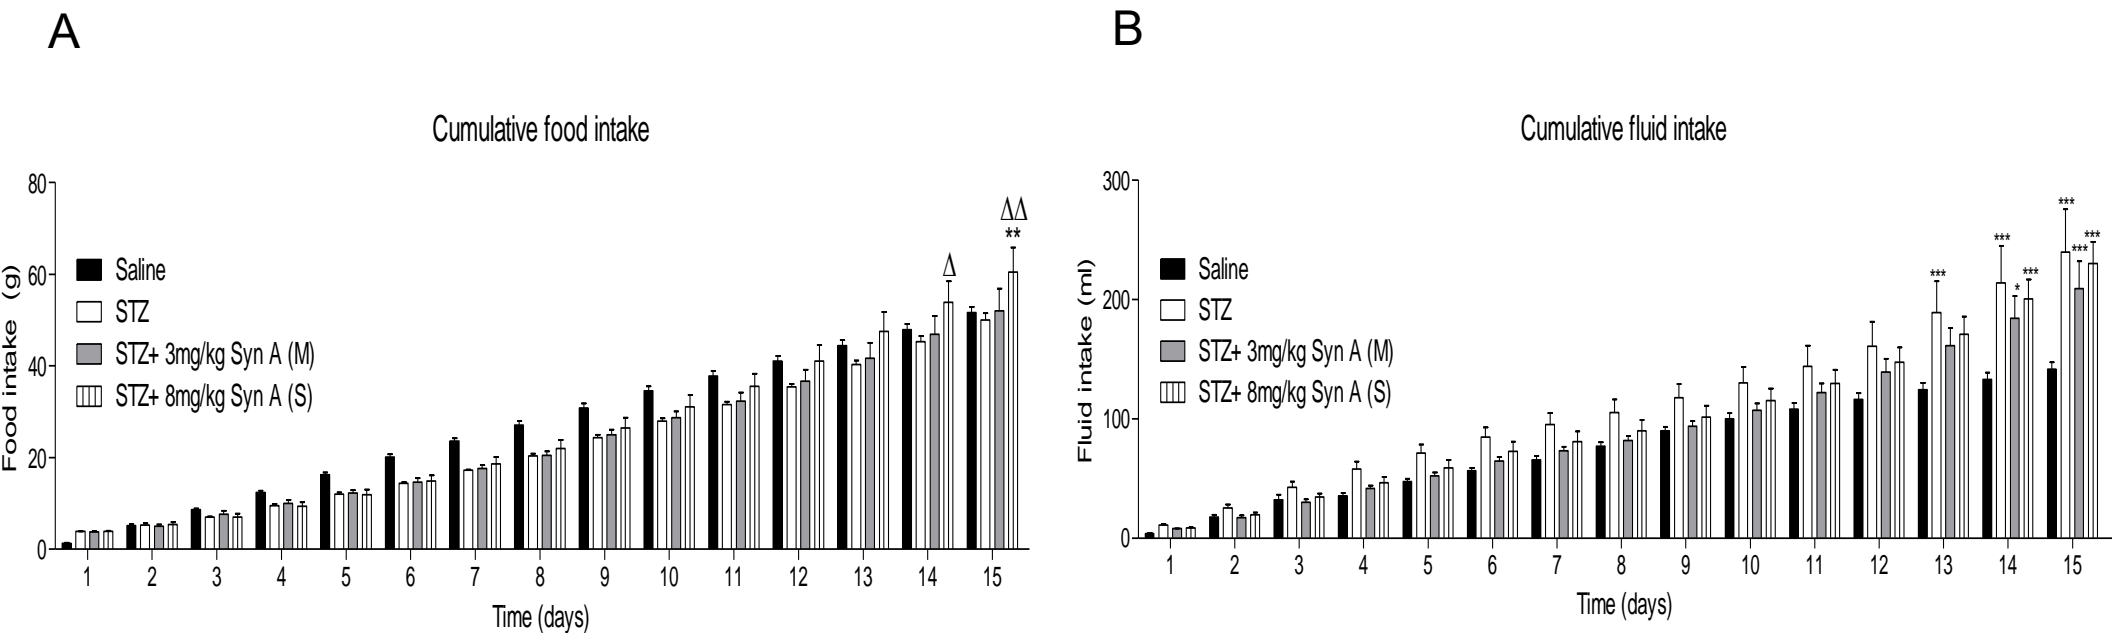 A
Cumulative food intake
80
60
40
20
0
Food intake (g)
Saline
STZ
STZ+ 3mg/kg Syn A (M)
STZ+ 8mg/kg Syn A (S)
Δ
ΔΔ
**
1 2 3 4 5 6 7 8 9 10 11 12 13 14 15
Time (days)
B
Cumulative fluid intake
300
200
100
0
Fluid intake (ml)
Saline
STZ
STZ+ 3mg/kg Syn A (M)
STZ+ 8mg/kg Syn A (S)
***
***
*
***
***
***
***
1 2 3 4 5 6 7 8 9 10 11 12 13 14 15
Time (days)